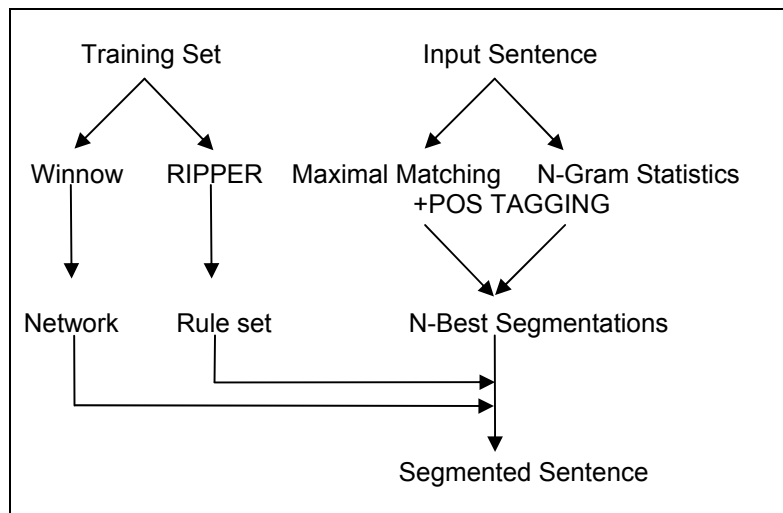 Training Set Input Sentence
Winnow RIPPER Maximal Matching N-Gram Statistics
+POS TAGGING
Network Rule set N-Best Segmentations
Segmented Sentence